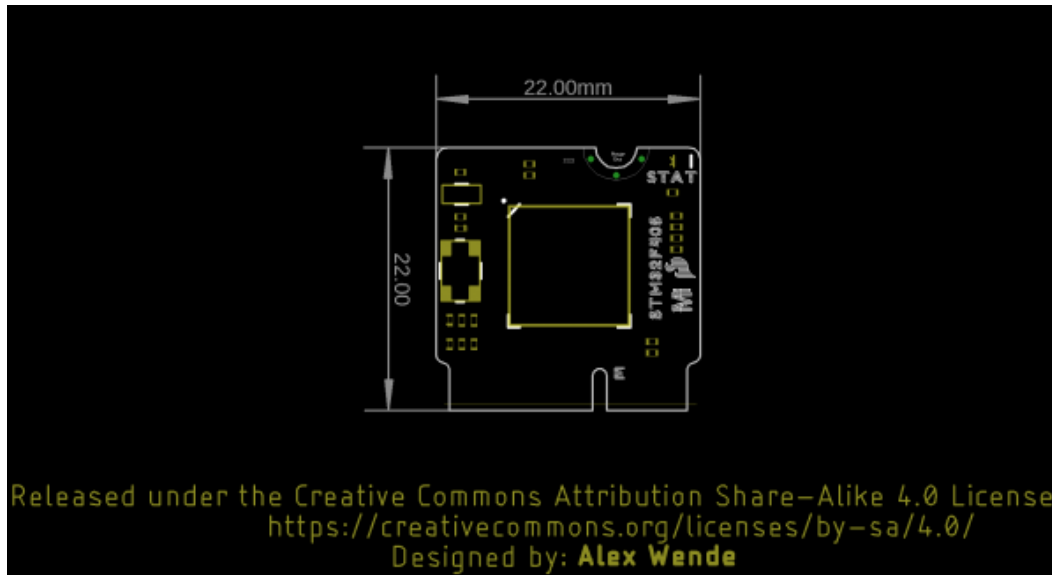 22.00mm
STAT
22.00
STM32F405
M
E
Released under the Creative Commons Attribution Share-Alike 4.0 License
https://creativecommons.org/licenses/by-sa/4.0/
Designed by: Alex Wende